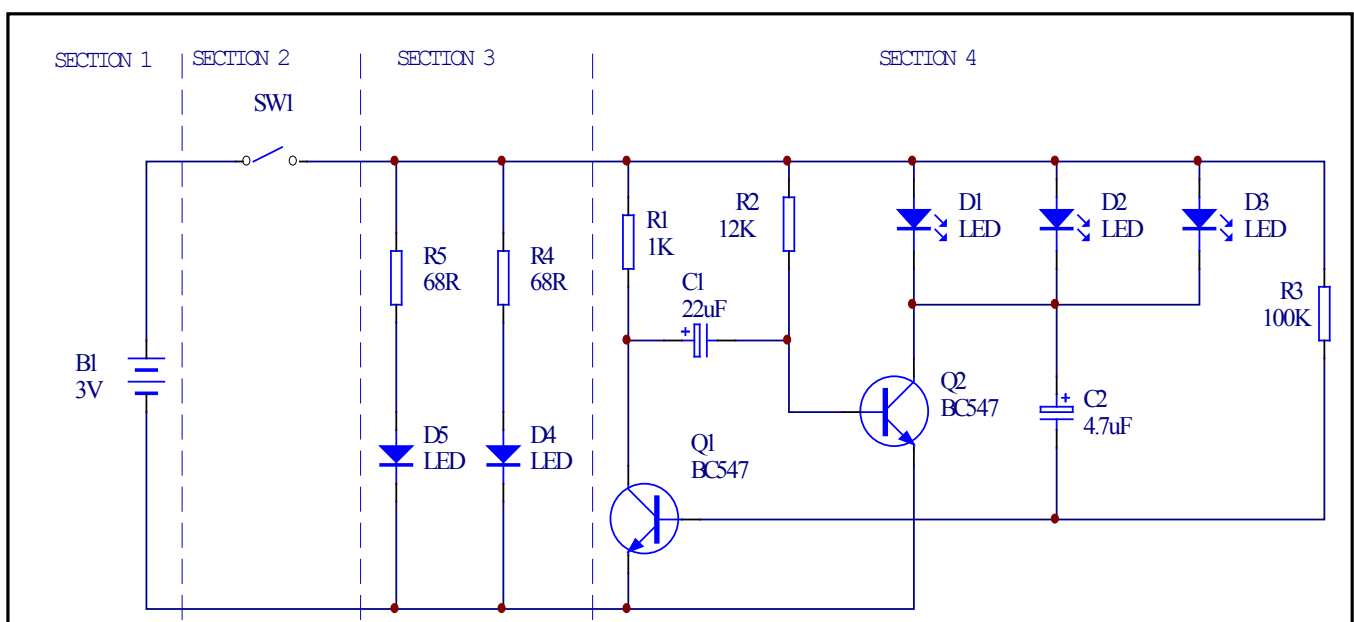 SECTION 1
SECTION 2
SECTION 3
SECTION 4
SW1
R1
1K
R2
12K
D1
LED
D2
LED
D3
LED
R5
68R
R4
68R
C1
22uF
+
R3
100K
B1
3V
Q2
BC547
+
C2
4.7uF
D5
LED
D4
LED
Q1
BC547